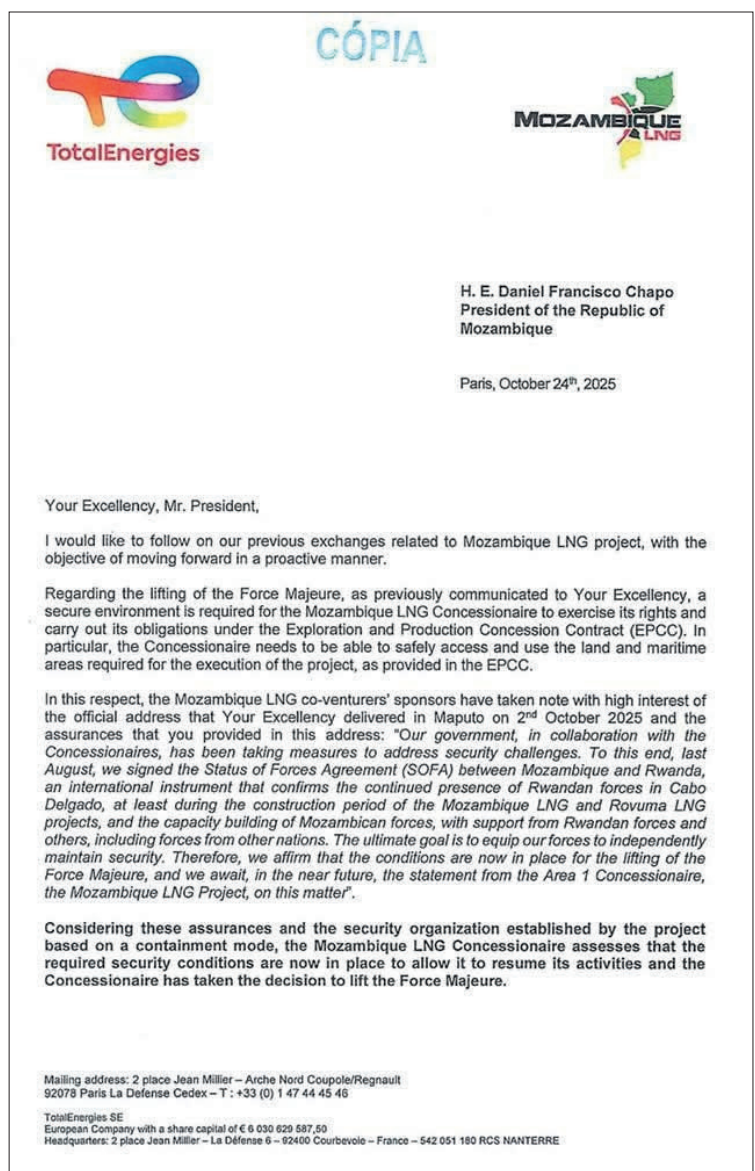 CÓPIA
TotalEnergies
MOZAMBIQUE
LNG
H. E. Daniel Francisco Chapo
President of the Republic of
Mozambique
Paris, October 24th, 2025
Your Excellency, Mr. President,
I would like to follow on our previous exchanges related to Mozambique LNG project, with the
objective of moving forward in a proactive manner.
Regarding the lifting of the Force Majeure, as previously communicated to Your Excellency, a
secure environment is required for the Mozambique LNG Concessionaire to exercise its rights and
carry out its obligations under the Exploration and Production Concession Contract (EPCC). In
particular, the Concessionaire needs to be able to safely access and use the land and maritime
areas required for the execution of the project, as provided in the EPCC.
In this respect, the Mozambique LNG co-venturers' sponsors have taken note with high interest of
the official address that Your Excellency delivered in Maputo on 2nd October 2025 and the
assurances that you provided in this address: "Our government, in collaboration with the
Concessionaires, has been taking measures to address security challenges. To this end, last
August, we signed the Status of Forces Agreement (SOFA) between Mozambique and Rwanda,
an international instrument that confirms the continued presence of Rwandan forces in Cabo
Delgado, at least during the construction period of the Mozambique LNG and Rovuma LNG
projects, and the capacity building of Mozambican forces, with support from Rwandan forces and
others, including forces from other nations. The ultimate goal is to equip our forces to independently
maintain security. Therefore, we affirm that the conditions are now in place for the lifting of the
Force Majeure, and we await, in the near future, the statement from the Area 1 Concessionaire,
the Mozambique LNG Project, on this matter".
Considering these assurances and the security organization established by the project
based on a containment mode, the Mozambique LNG Concessionaire assesses that the
required security conditions are now in place to allow it to resume its activities and the
Concessionaire has taken the decision to lift the Force Majeure.
Mailing address: 2 place Jean Millier – Arche Nord Coupole/Regnault
92078 Paris La Defense Cedex – T : +33 (0) 1 47 44 45 46
TotalEnergies SE
European Company with a share capital of € 6 030 629 587,50
Headquarters: 2 place Jean Millier – La Défense 6 – 92400 Courbevoie – France – 542 051 180 RCS NANTERRE